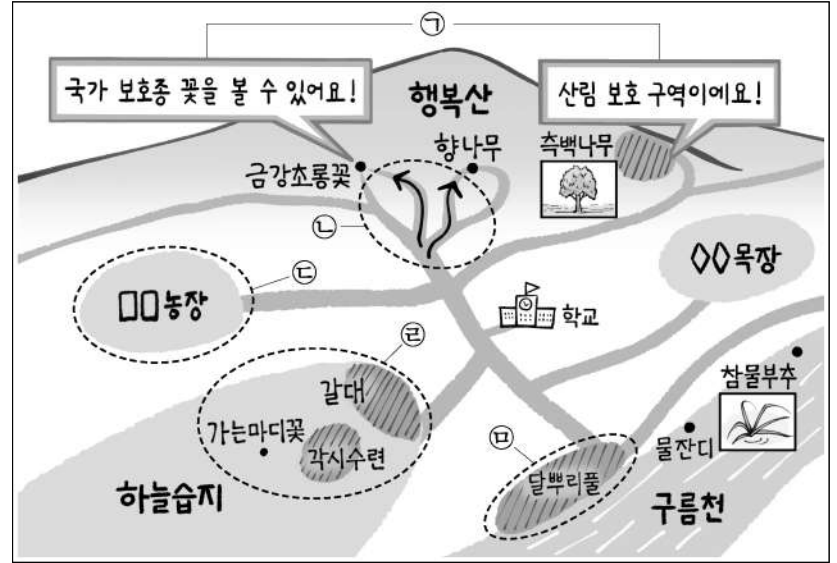 ㉠
국가 보호종 꽃을 볼 수 있어요!
행복산
산림 보호 구역이에요!
향나무
측백나무
금강초롱꽃
㉡
㉢
□□농장
◇◇목장
학교
㉣
갈대
가는마디꽃
각시수련
하늘습지
㉤
달뿌리풀
참물부추
물잔디
구름천